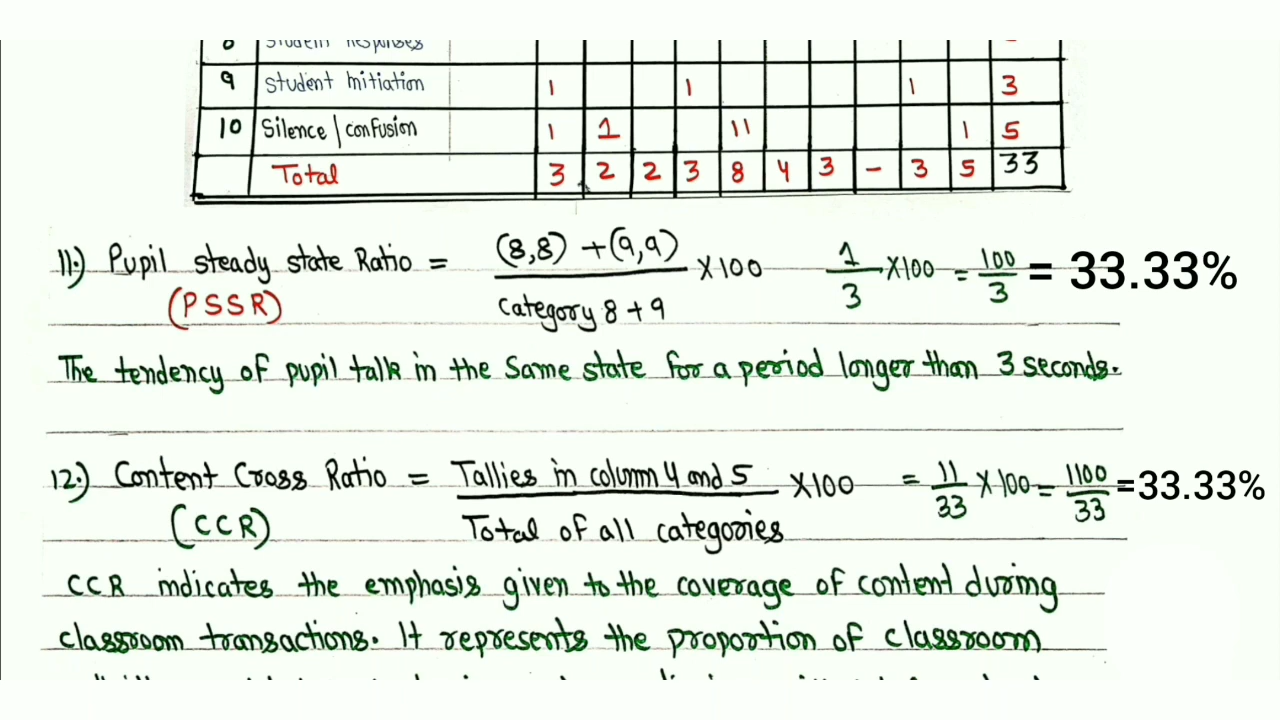 9 Student Initiation 1 1 1 3
10 Silence / confusion 1 1 11 1 5
Total 3 2 2 3 8 4 3 - 3 5 33
11.) Pupil steady state Ratio = (8,8) + (9,9) / Category 8 + 9 X 100 1/3 X 100 = 100/3 = 33.33%
(PSSR)
The tendency of pupil talk in the same state for a period longer than 3 seconds.
12.) Content Cross Ratio = Tallies in column 4 and 5 / Total of all categories X 100 = 11/33 X 100 = 1100/33 =33.33%
(CCR)
CCR indicates the emphasis given to the coverage of content during
classroom transactions. It represents the proportion of classroom